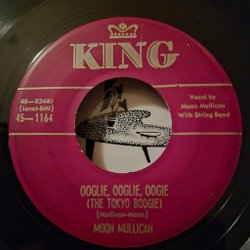 KING
45-K3440
(Lonat-BMI)
45-1164
Vocal by
Moon Mullican
With String Band
OOGLIE, OOGLIE, OOGIE
(THE TOKYO BOOGIE)
(Mullican-Mann)
MOON MULLICAN